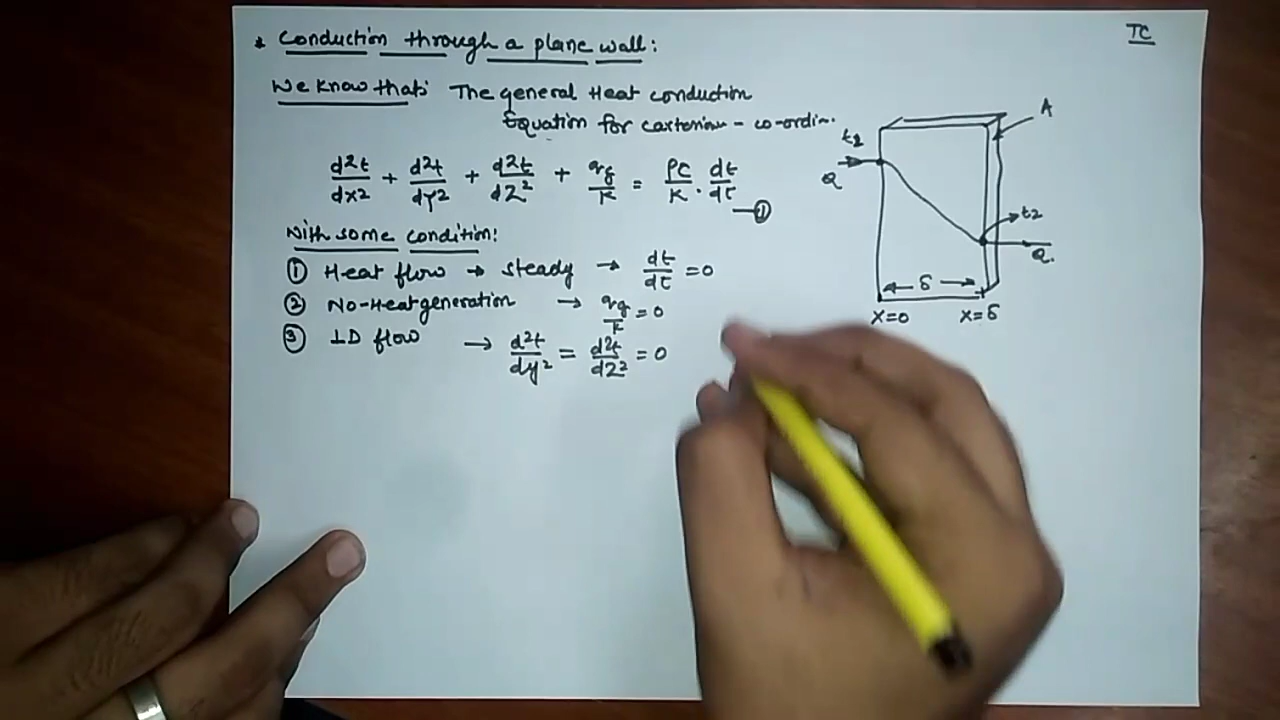 * Conduction through a plane wall:
TC
We know that: The general Heat conduction
Equation for cartesian - co-ordin.
d2t/dx2 + d2t/dy2 + d2t/dz2 + qg/k = ρC/k . dt/dτ —①
With some condition:
① Heat flow → steady → dt/dτ = 0
② No-Heat generation → qg/k = 0
③ 1D flow → d2t/dy2 = d2t/dz2 = 0
A
t1
Q
t2
Q.
δ
x=0 x=δ